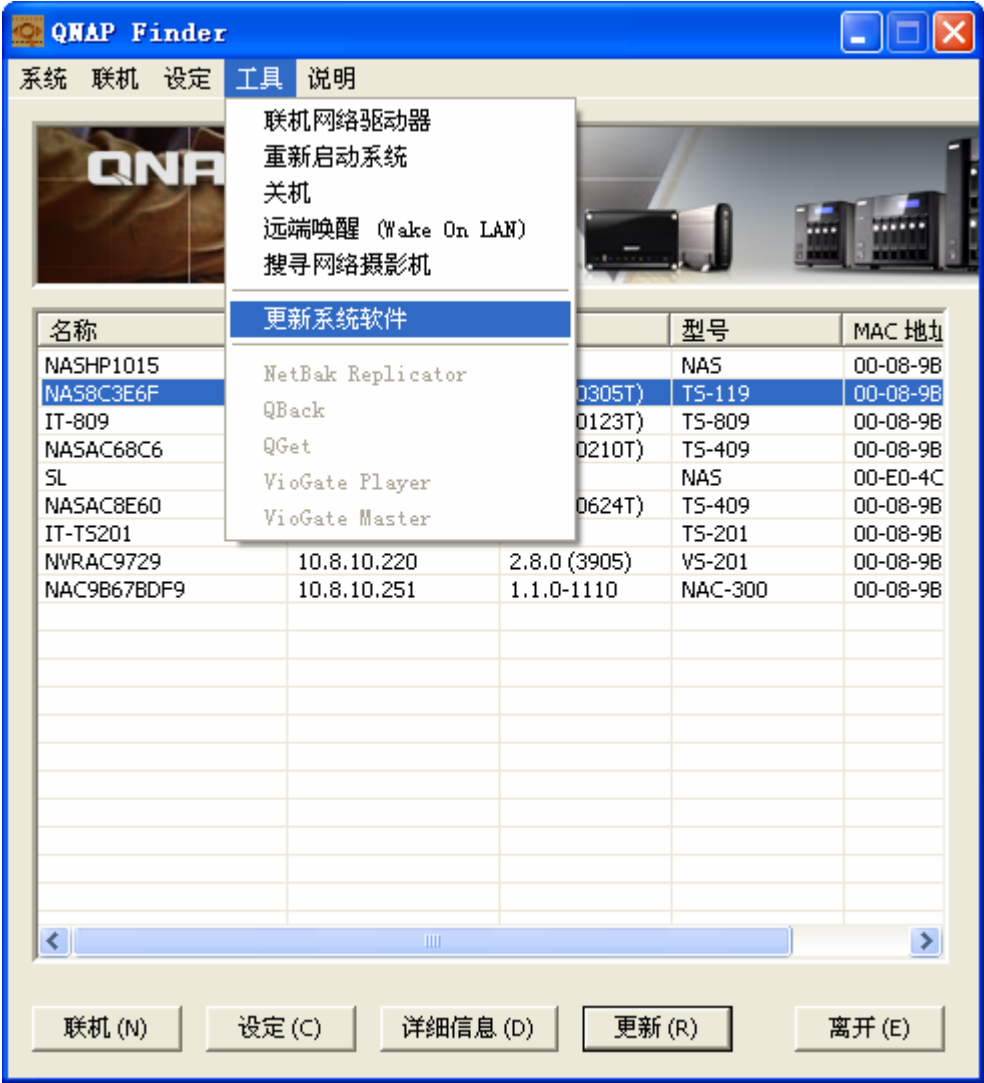 QNAP Finder
系统 联机 设定 工具 说明
联机网络驱动器
重新启动系统
关机
远端唤醒 (Wake On LAN)
搜寻网络摄影机
更新系统软件
NetBak Replicator
QBack
QGet
VioGate Player
VioGate Master
QNA
名称 型号 MAC 地址
NASHP1015 NAS 00-08-9B
NAS8C3E6F 0305T) TS-119 00-08-9B
IT-809 0123T) TS-809 00-08-9B
NASAC68C6 0210T) TS-409 00-08-9B
SL NAS 00-E0-4C
NASAC8E60 0624T) TS-409 00-08-9B
IT-TS201 TS-201 00-08-9B
NVRAC9729 10.8.10.220 2.8.0 (3905) VS-201 00-08-9B
NAC9B67BDF9 10.8.10.251 1.1.0-1110 NAC-300 00-08-9B
联机 (N) 设定 (C) 详细信息 (D) 更新 (R) 离开 (E)